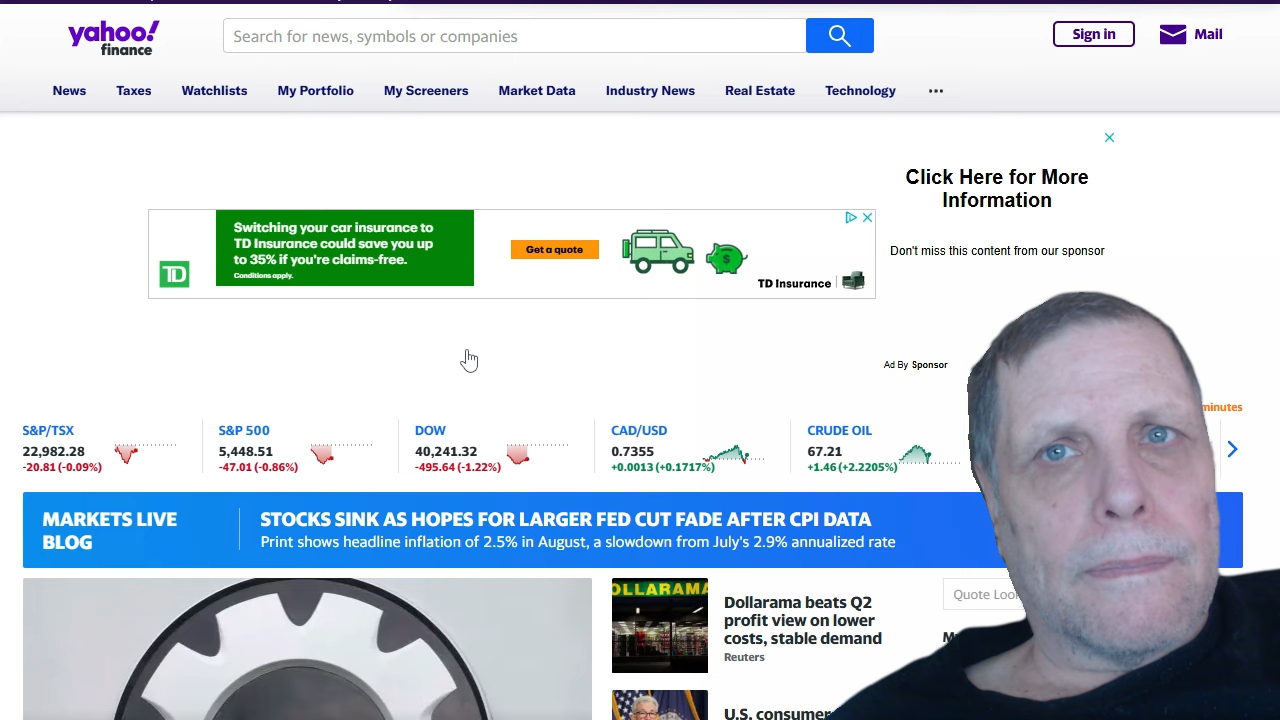 yahoo!
finance
Search for news, symbols or companies
Sign in
Mail
News
Taxes
Watchlists
My Portfolio
My Screeners
Market Data
Industry News
Real Estate
Technology
...
Click Here for More
Information
Don't miss this content from our sponsor
Ad By Sponsor
TD
Switching your car insurance to
TD Insurance could save you up
to 35% if you're claims-free.
Conditions apply.
Get a quote
$
TD Insurance
minutes
S&P/TSX
22,982.28
-20.81 (-0.09%)
S&P 500
5,448.51
-47.01 (-0.86%)
DOW
40,241.32
-495.64 (-1.22%)
CAD/USD
0.7355
+0.0013 (+0.1717%)
CRUDE OIL
67.21
+1.46 (+2.2205%)
MARKETS LIVE
BLOG
STOCKS SINK AS HOPES FOR LARGER FED CUT FADE AFTER CPI DATA
Print shows headline inflation of 2.5% in August, a slowdown from July's 2.9% annualized rate
OLLARAMA
Dollarama beats Q2
profit view on lower
costs, stable demand
Reuters
U.S. consumer
Quote